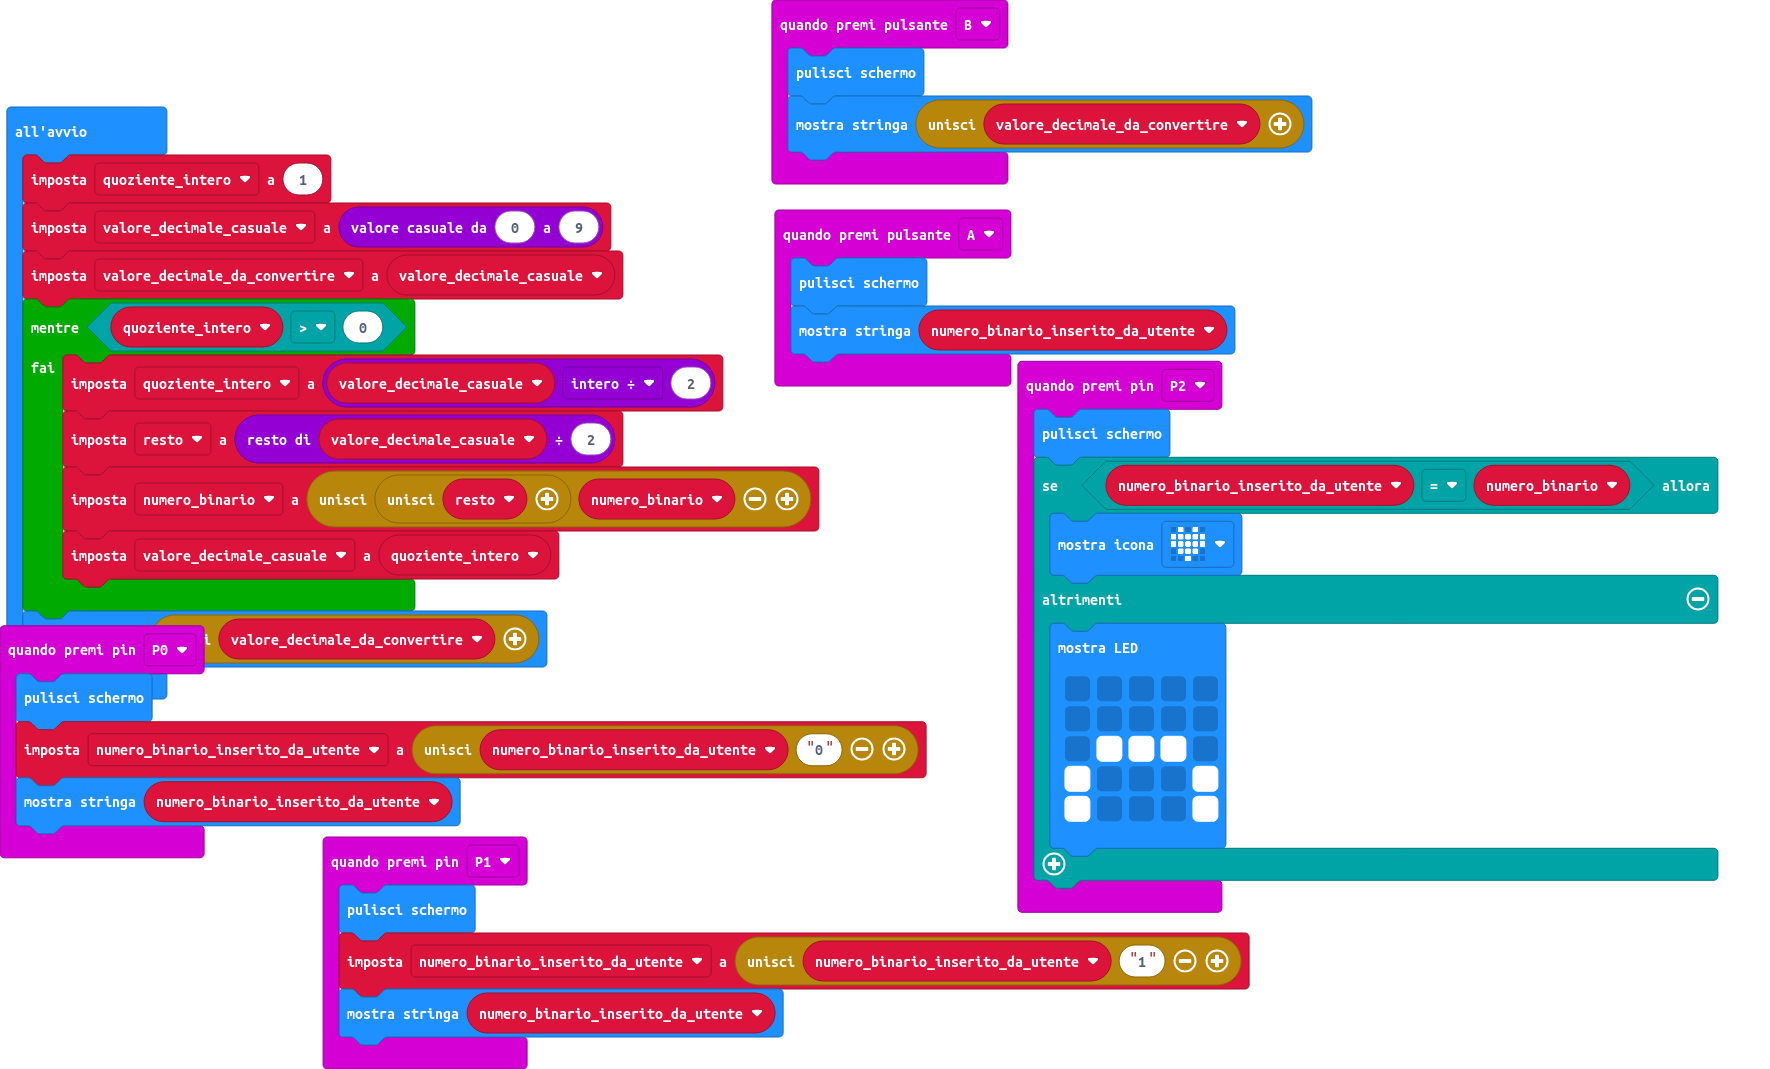 all'avvio
imposta quoziente_intero a 1
imposta valore_decimale_casuale a valore casuale da 0 a 9
imposta valore_decimale_da_convertire a valore_decimale_casuale
mentre quoziente_intero > 0
fai
imposta quoziente_intero a valore_decimale_casuale intero ÷ 2
imposta resto a resto di valore_decimale_casuale ÷ 2
imposta numero_binario a unisci unisci resto numero_binario
imposta valore_decimale_casuale a quoziente_intero
i valore_decimale_da_convertire
quando premi pin P0
pulisci schermo
imposta numero_binario_inserito_da_utente a unisci numero_binario_inserito_da_utente "0"
mostra stringa numero_binario_inserito_da_utente
quando premi pin P1
pulisci schermo
imposta numero_binario_inserito_da_utente a unisci numero_binario_inserito_da_utente "1"
mostra stringa numero_binario_inserito_da_utente
quando premi pulsante B
pulisci schermo
mostra stringa unisci valore_decimale_da_convertire
quando premi pulsante A
pulisci schermo
mostra stringa numero_binario_inserito_da_utente
quando premi pin P2
pulisci schermo
se numero_binario_inserito_da_utente = numero_binario allora
mostra icona
altrimenti
mostra LED